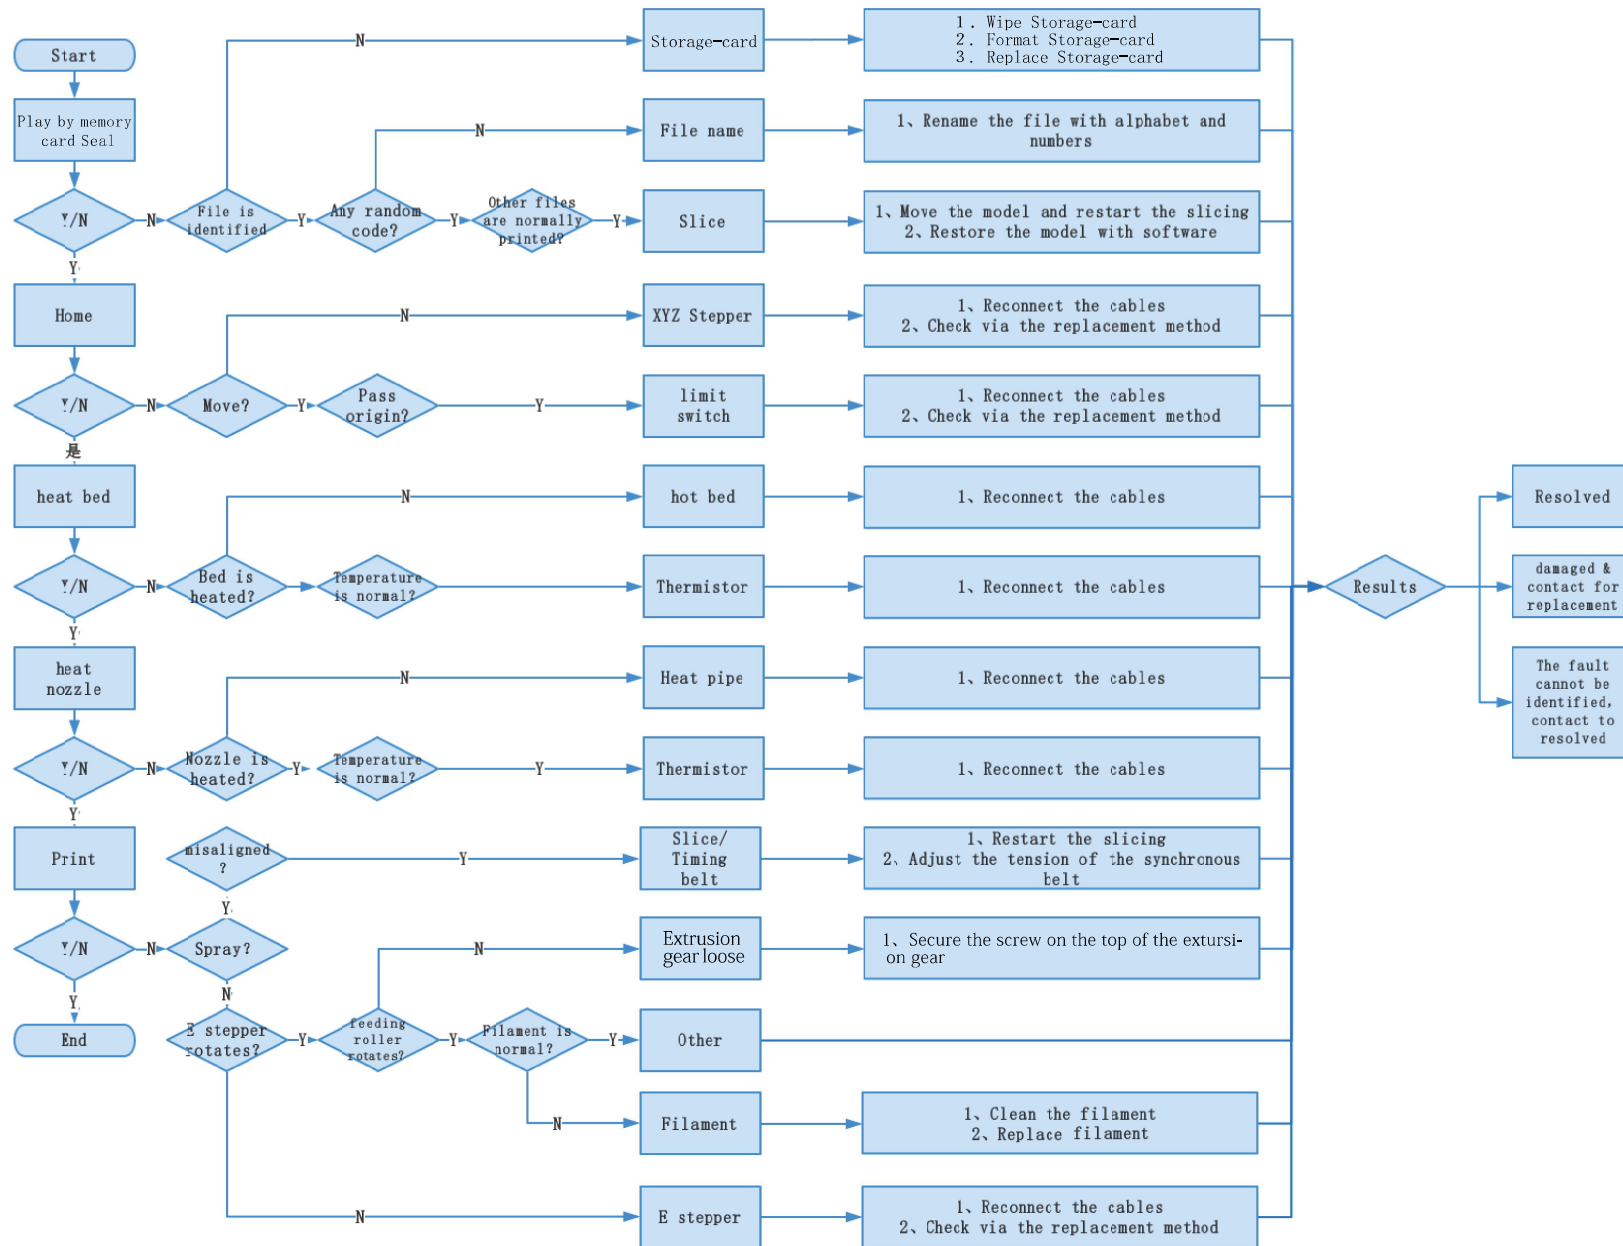 Start
Play by memory
card Seal
Y/N
N
File is
identified
N
Y
Any random
code?
N
Y
Other files
are normally
printed?
Y
Storage-card
1. Wipe Storage-card
2. Format Storage-card
3. Replace Storage-card
File name
1、Rename the file with alphabet and
numbers
Slice
1、Move the model and restart the slicing
2、Restore the model with software
Y
Home
Y/N
N
Move?
N
Y
Pass
origin?
Y
XYZ Stepper
1、Reconnect the cables
2、Check via the replacement method
limit
switch
1、Reconnect the cables
2、Check via the replacement method
是
heat bed
Y/N
N
Bed is
heated?
N
Temperature
is normal?
hot bed
1、Reconnect the cables
Thermistor
1、Reconnect the cables
Y
heat
nozzle
Y/N
N
Nozzle is
heated?
N
Y
Temperature
is normal?
Y
Heat pipe
1、Reconnect the cables
Thermistor
1、Reconnect the cables
Y
Print
Y/N
N
Spray?
Y
misaligned
?
Y
Slice/
Timing
belt
1、Restart the slicing
2、Adjust the tension of the synchronous
belt
Y
End
N
E stepper
rotates?
Y
feeding
roller
rotates?
N
Extrusion
gear loose
1、Secure the screw on the top of the extursi-
on gear
Y
Filament is
normal?
Y
Other
N
Filament
1、Clean the filament
2、Replace filament
N
E stepper
1、Reconnect the cables
2、Check via the replacement method
Results
Resolved
damaged &
contact for
replacement
The fault
cannot be
identified,
contact to
resolved